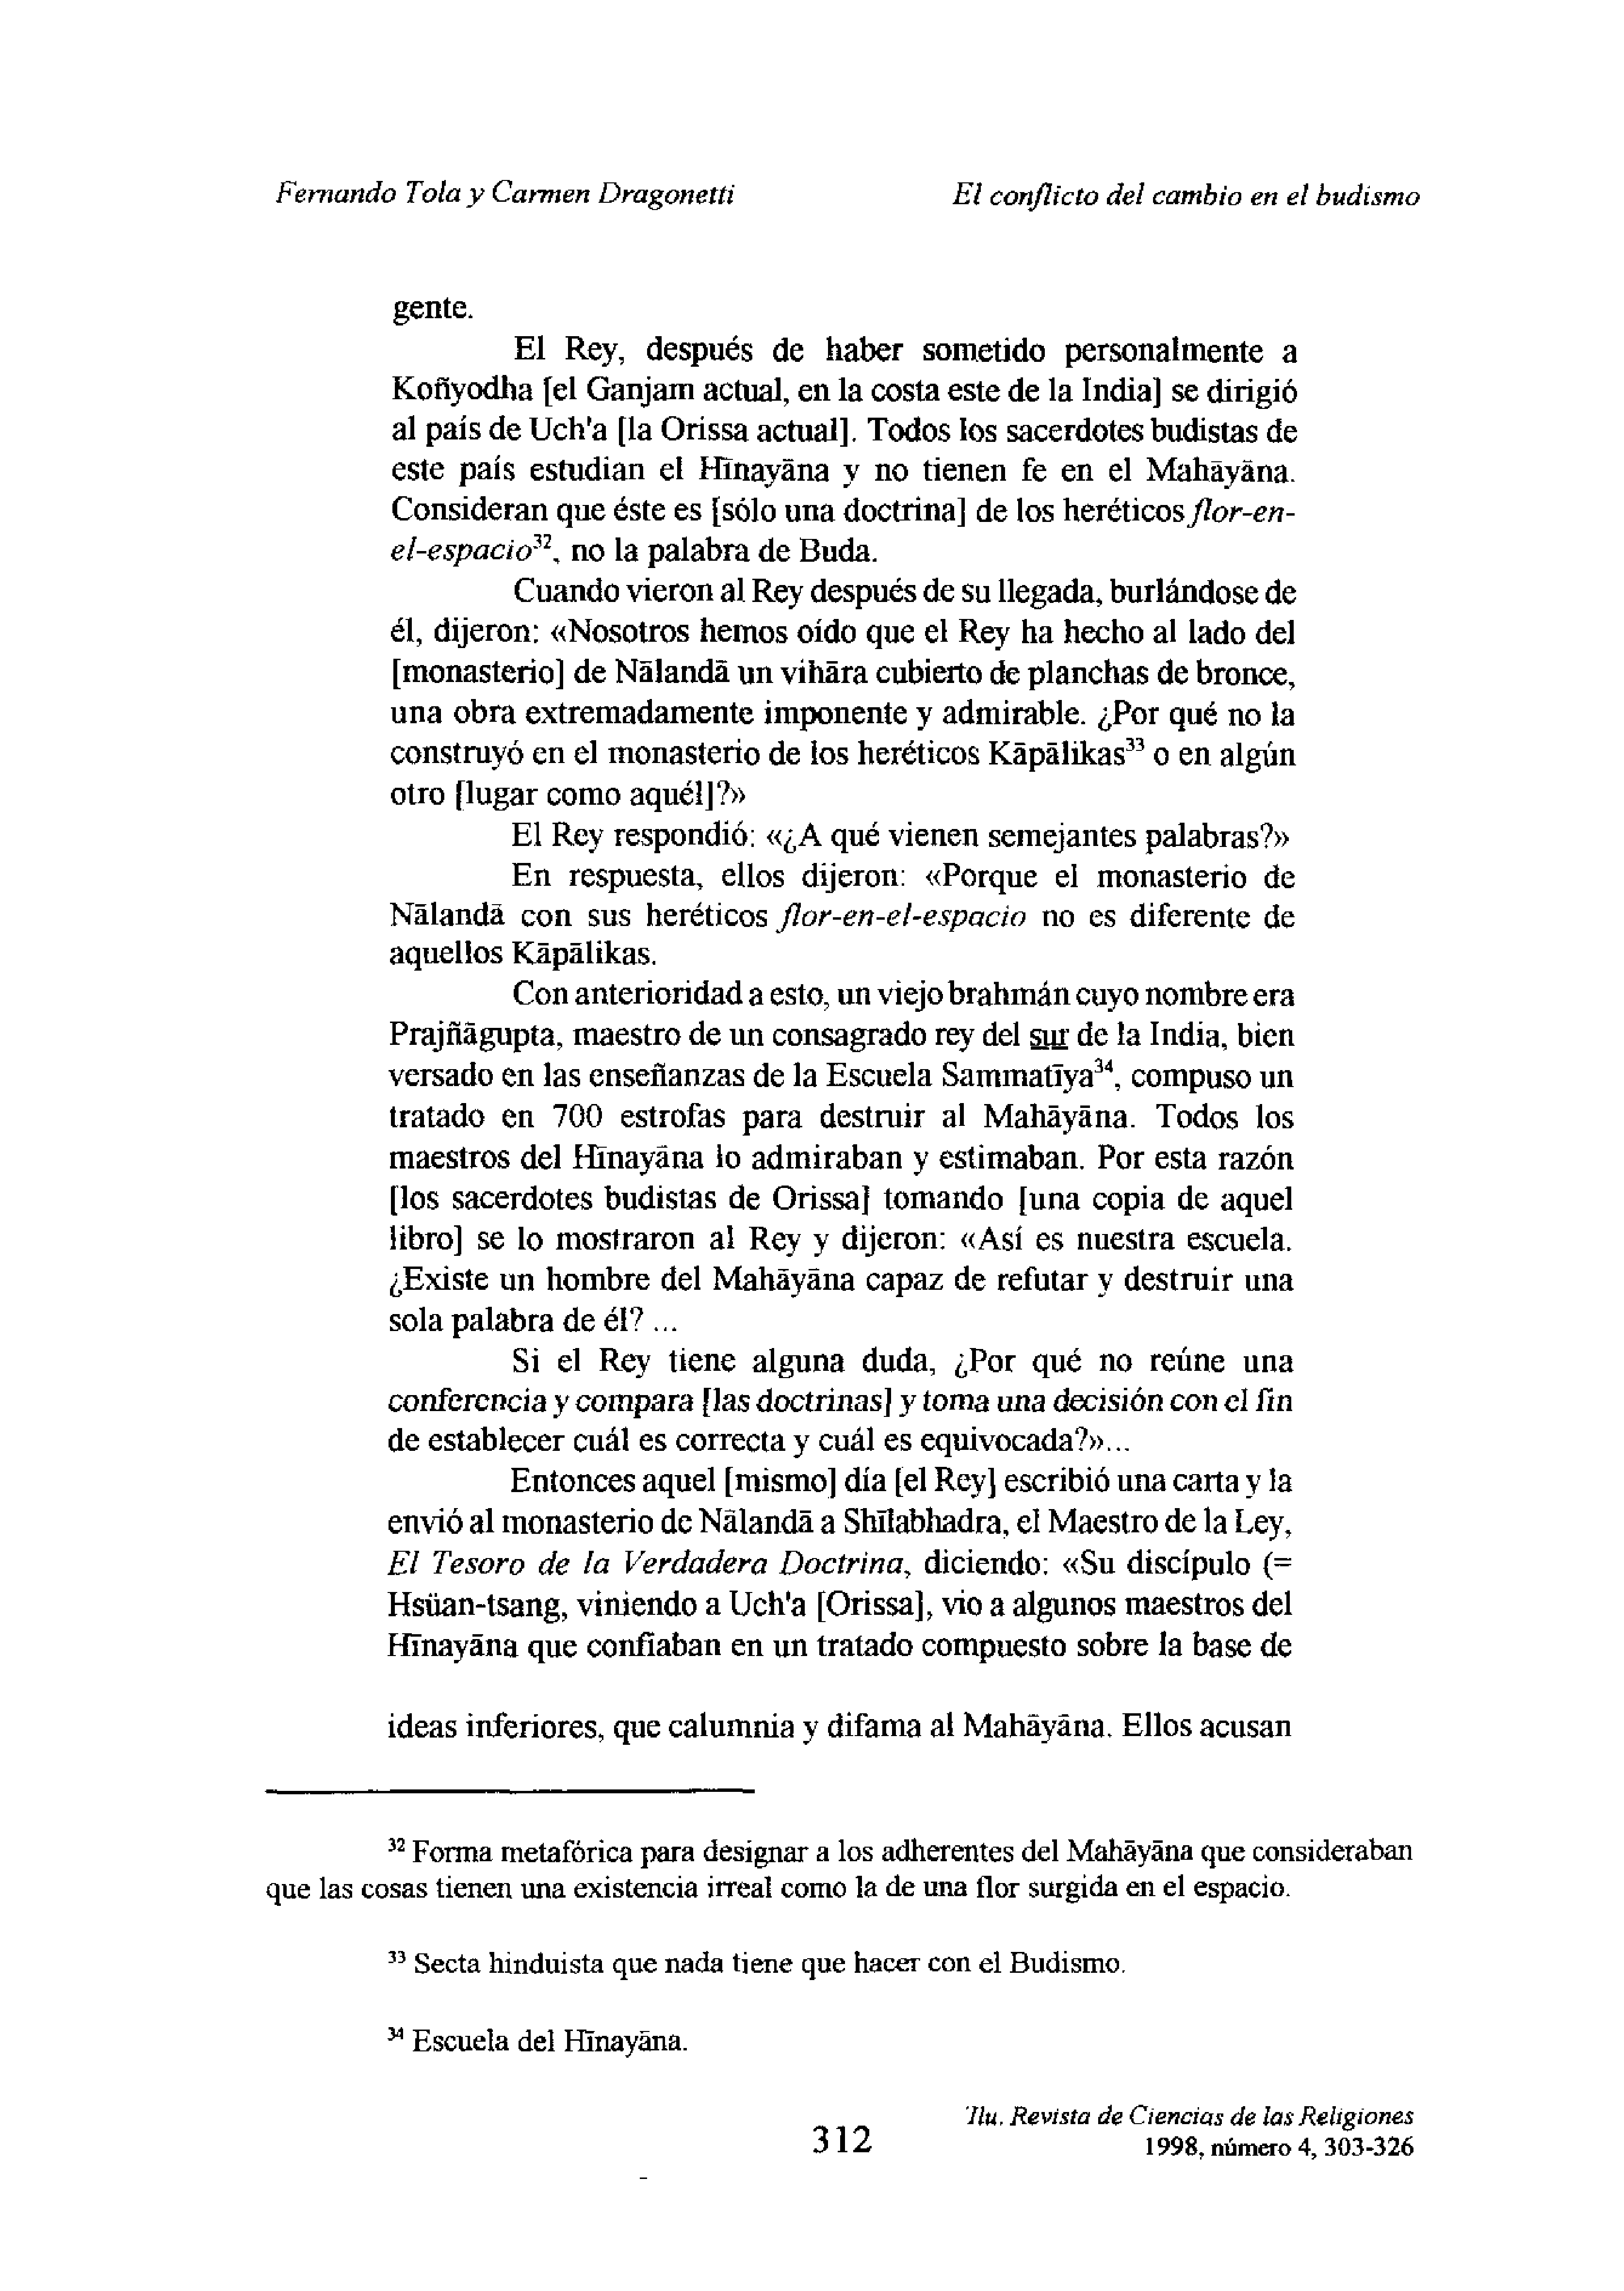 Fernando Tola y Carmen Dragonetti El conflicto del cambio en el budismo
gente.
El Rey, después de haber sometido personalmente a
Koñyodha [el Ganjam actual, en la costa este de la India] se dirigió
al país de Uch'a [la Orissa actual]. Todos los sacerdotes budistas de
este país estudian el Hīnayāna y no tienen fe en el Mahāyāna.
Consideran que éste es [sólo una doctrina] de los heréticos flor-en-
el-espacio³², no la palabra de Buda.
Cuando vieron al Rey después de su llegada, burlándose de
él, dijeron: «Nosotros hemos oído que el Rey ha hecho al lado del
[monasterio] de Nālandā un vihāra cubierto de planchas de bronce,
una obra extremadamente imponente y admirable. ¿Por qué no la
construyó en el monasterio de los heréticos Kāpālikas³³ o en algún
otro [lugar como aquél]?»
El Rey respondió: «¿A qué vienen semejantes palabras?»
En respuesta, ellos dijeron: «Porque el monasterio de
Nālandā con sus heréticos flor-en-el-espacio no es diferente de
aquellos Kāpālikas.
Con anterioridad a esto, un viejo brahmán cuyo nombre era
Prajñāgupta, maestro de un consagrado rey del sur de la India, bien
versado en las enseñanzas de la Escuela Sammatīya³⁴, compuso un
tratado en 700 estrofas para destruir al Mahāyāna. Todos los
maestros del Hīnayāna lo admiraban y estimaban. Por esta razón
[los sacerdotes budistas de Orissa] tomando [una copia de aquel
libro] se lo mostraron al Rey y dijeron: «Así es nuestra escuela.
¿Existe un hombre del Mahāyāna capaz de refutar y destruir una
sola palabra de él? ...
Si el Rey tiene alguna duda, ¿Por qué no reúne una
conferencia y compara [las doctrinas] y toma una decisión con el fin
de establecer cuál es correcta y cuál es equivocada?»...
Entonces aquel [mismo] día [el Rey] escribió una carta y la
envió al monasterio de Nālandā a Shīlabhadra, el Maestro de la Ley,
El Tesoro de la Verdadera Doctrina, diciendo: «Su discípulo (=
Hsüan-tsang, viniendo a Uch'a [Orissa], vio a algunos maestros del
Hīnayāna que confiaban en un tratado compuesto sobre la base de
ideas inferiores, que calumnia y difama al Mahāyāna. Ellos acusan
³² Forma metafórica para designar a los adherentes del Mahāyāna que consideraban
que las cosas tienen una existencia irreal como la de una flor surgida en el espacio.
³³ Secta hinduista que nada tiene que hacer con el Budismo.
³⁴ Escuela del Hīnayāna.
'Ilu. Revista de Ciencias de las Religiones
312 1998, número 4, 303-326